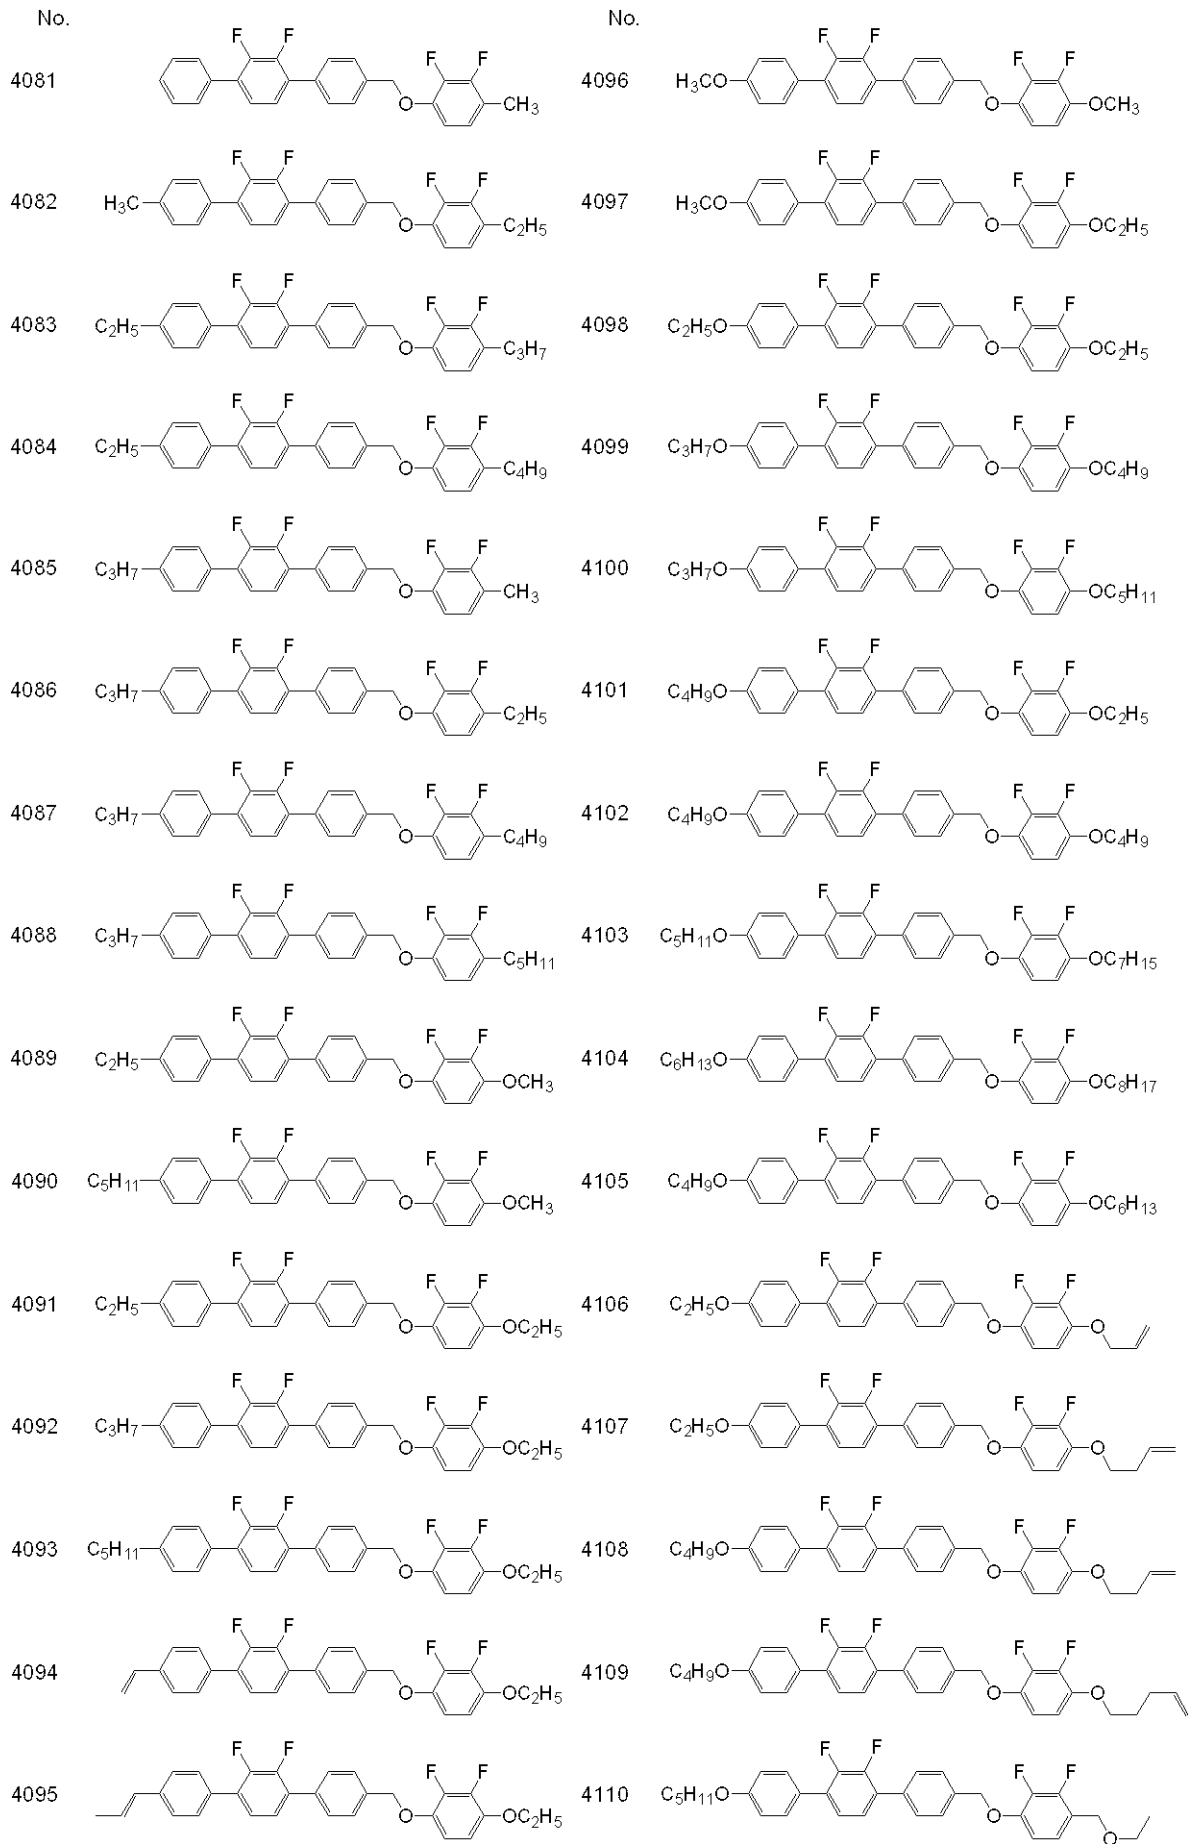 No. No.
F F F F F F F F
4081 O CH3 4096 H3CO O OCH3
F F F F F F F F
4082 H3C O C2H5 4097 H3CO O OC2H5
F F F F F F F F
4083 C2H5 O C3H7 4098 C2H5O O OC2H5
F F F F F F F F
4084 C2H5 O C4H9 4099 C3H7O O OC4H9
F F F F F F F F
4085 C3H7 O CH3 4100 C3H7O O OC5H11
F F F F F F F F
4086 C3H7 O C2H5 4101 C4H9O O OC2H5
F F F F F F F F
4087 C3H7 O C4H9 4102 C4H9O O OC4H9
F F F F F F F F
4088 C3H7 O C5H11 4103 C5H11O O OC7H15
F F F F F F F F
4089 C2H5 O OCH3 4104 C6H13O O OC8H17
F F F F F F F F
4090 C5H11 O OCH3 4105 C4H9O O OC6H13
F F F F F F F F
4091 C2H5 O OC2H5 4106 C2H5O O O
F F F F F F F F
4092 C3H7 O OC2H5 4107 C2H5O O O
F F F F F F F F
4093 C5H11 O OC2H5 4108 C4H9O O O
F F F F F F F F
4094 O OC2H5 4109 C4H9O O O
F F F F F F F F
4095 O OC2H5 4110 C5H11O O O